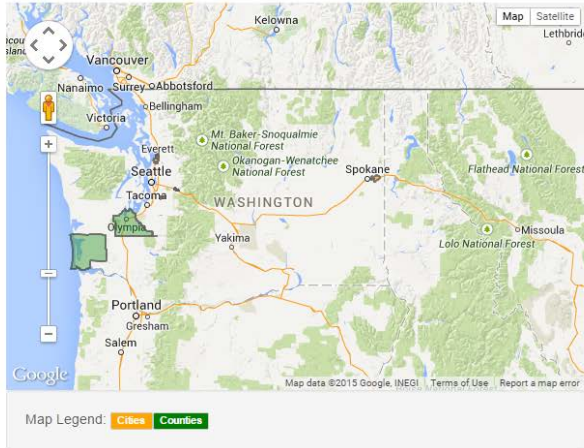 Kelowna
Map Satellite
Lethbrid
Vancouver
Nanaimo
Surrey
Abbotsford
Bellingham
Victoria
Mt. Baker-Snoqualmie
National Forest
Everett
Okanogan-Wenatchee
National Forest
Seattle
Spokane
Flathead National Forest
Tacoma
WASHINGTON
Olympia
Missoula
Lolo National Forest
Yakima
Portland
Gresham
Salem
Google
Map data ©2015 Google, INEGI Terms of Use Report a map error
Map Legend: Cities Counties